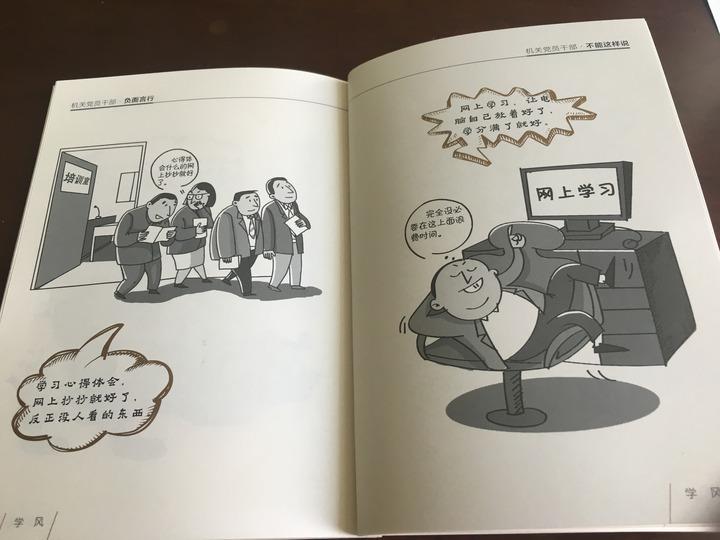 机关党员干部·负面言行
培训室
心得体
会什么的网
上抄抄就好
了。
学习心得体会，
网上抄抄就好了，
反正没人看的东西
学 风
机关党员干部·不能这样说
网上学习，让电
脑自己放着好了，
学分满了就好。
网上学习
完全没必
要在这上面浪
费时间。
学 风